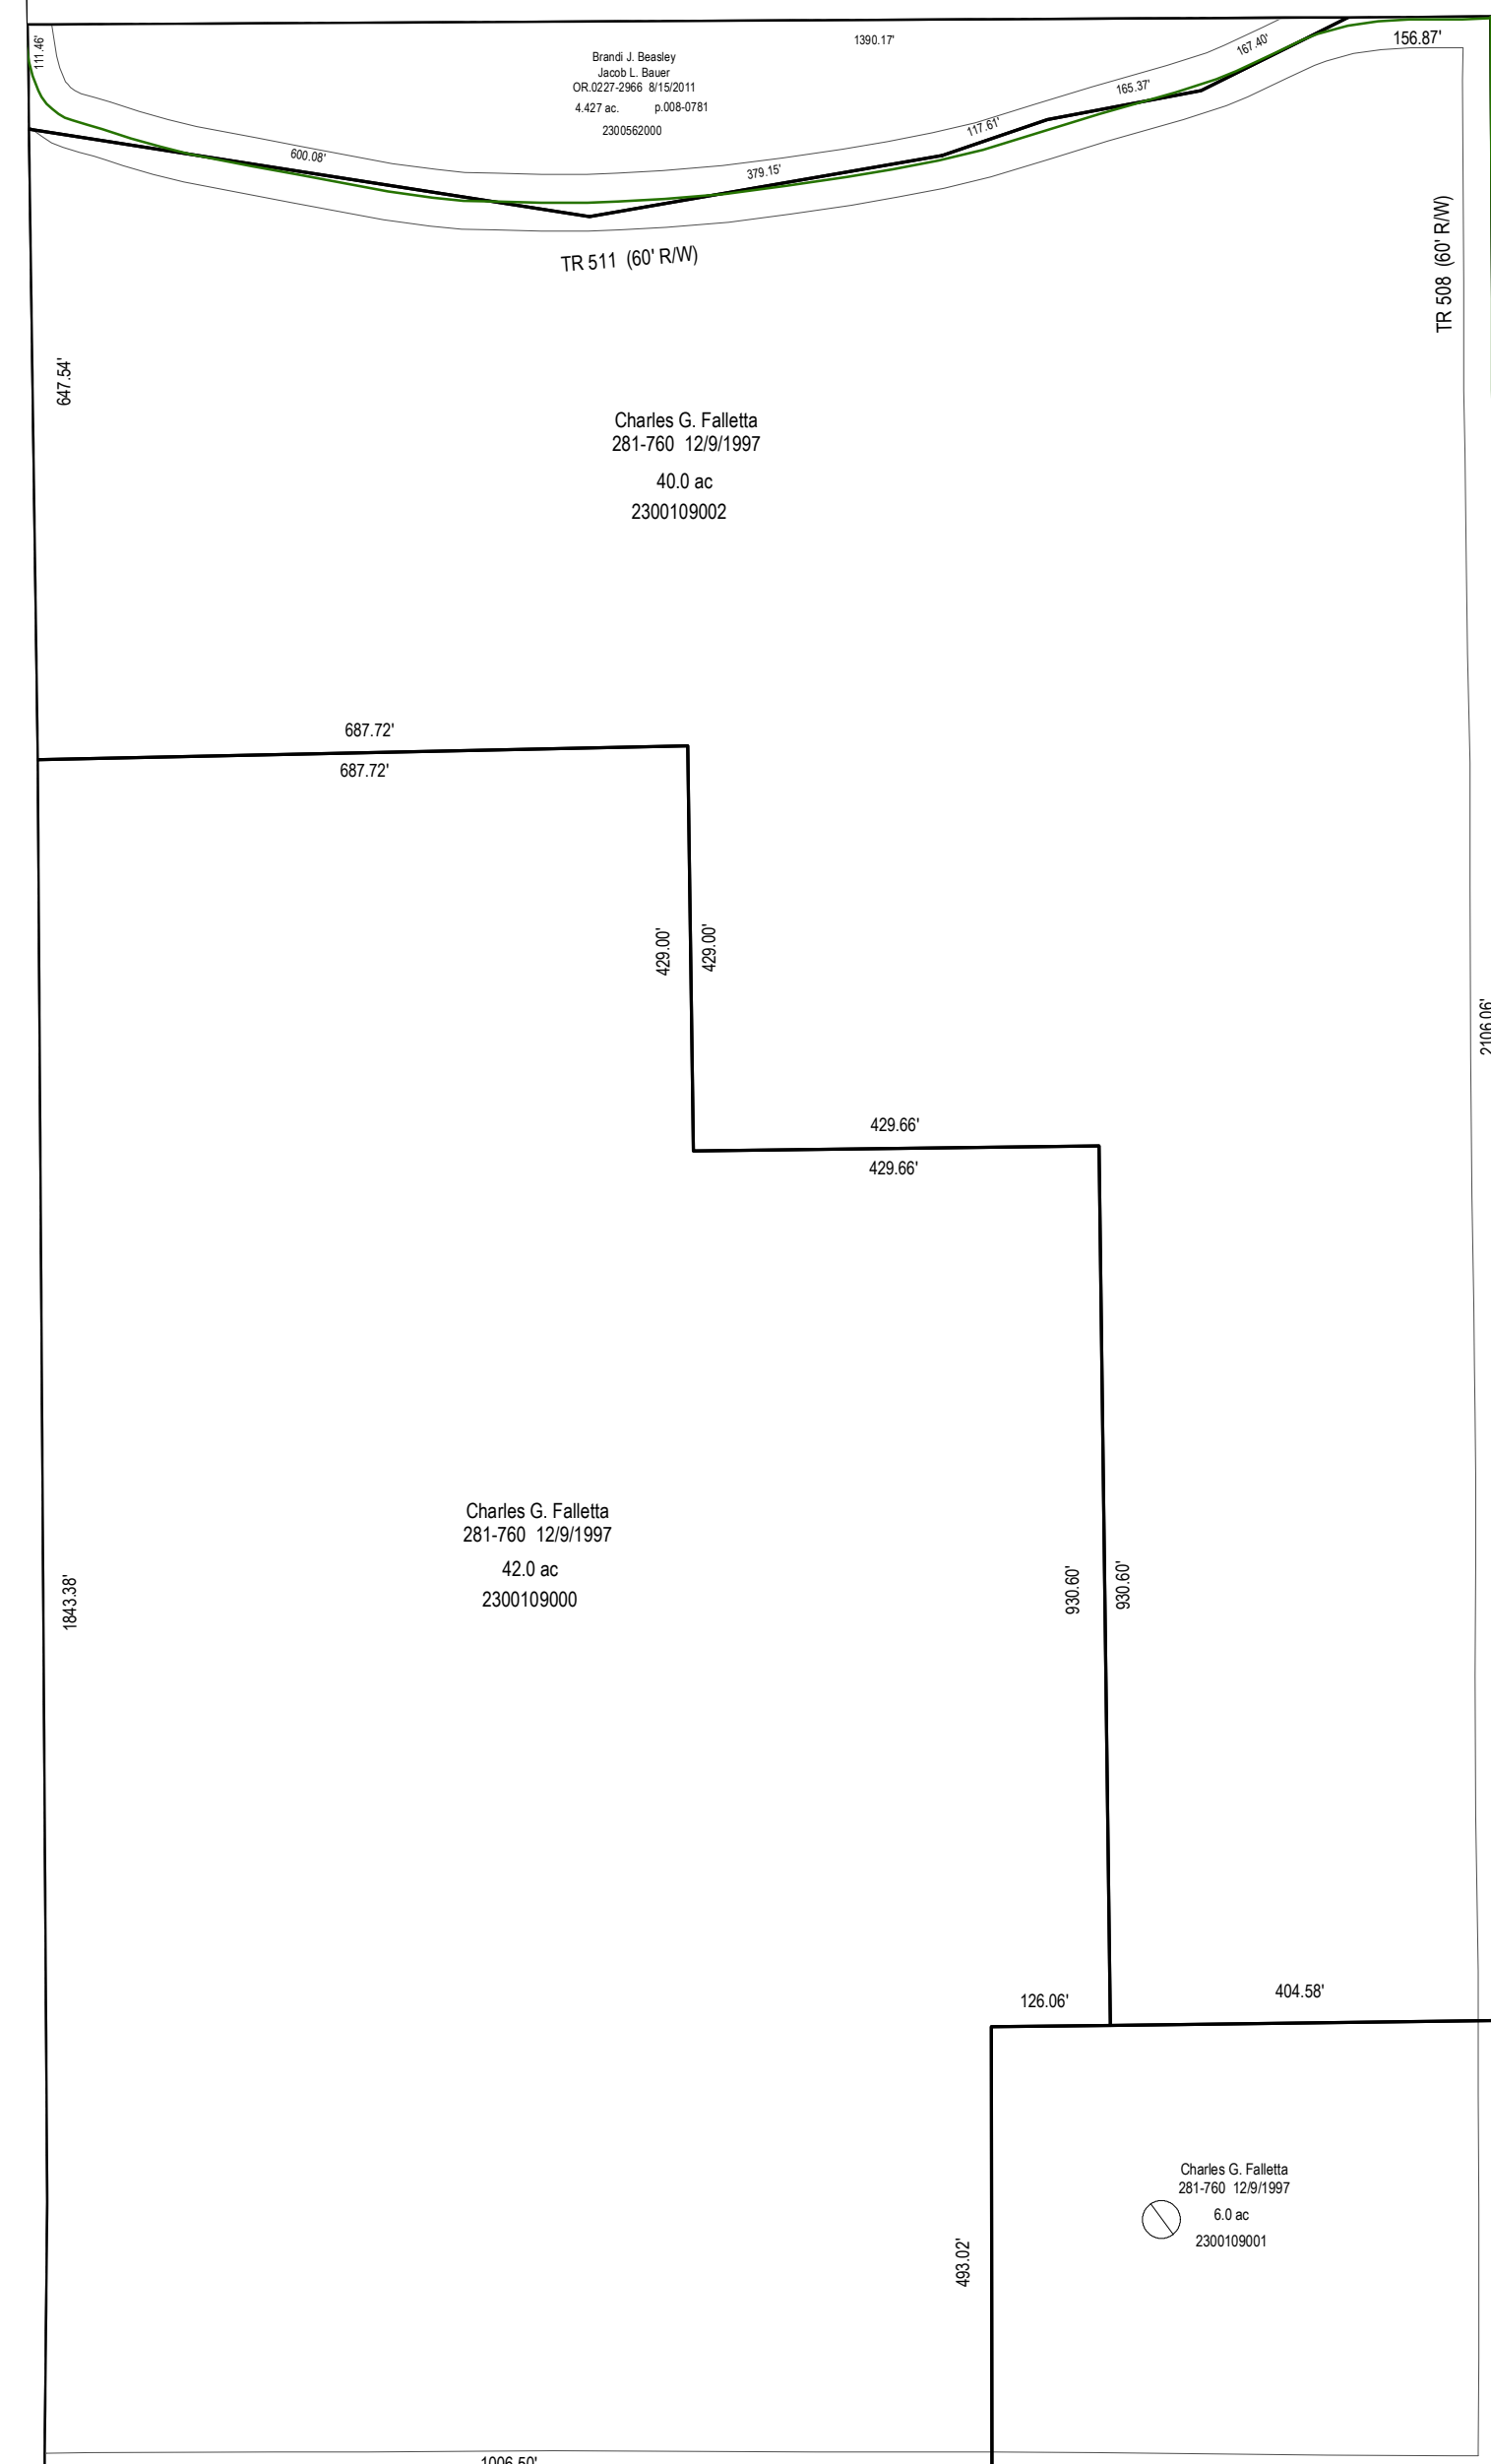 111.46'
1390.17'
167.40'
156.87'
Brandi J. Beasley
Jacob L. Bauer
OR.0227-2966 8/15/2011
4.427 ac. p.008-0781
2300562000
165.37'
117.61'
600.08'
379.15'
TR 511 (60' R/W)
TR 508 (60' R/W)
647.54'
Charles G. Falletta
281-760 12/9/1997
40.0 ac
2300109002
687.72'
687.72'
429.00'
429.00'
2106.06'
429.66'
429.66'
Charles G. Falletta
281-760 12/9/1997
42.0 ac
2300109000
1843.38'
930.60'
930.60'
126.06'
404.58'
Charles G. Falletta
281-760 12/9/1997
6.0 ac
2300109001
493.02'
1006.50'